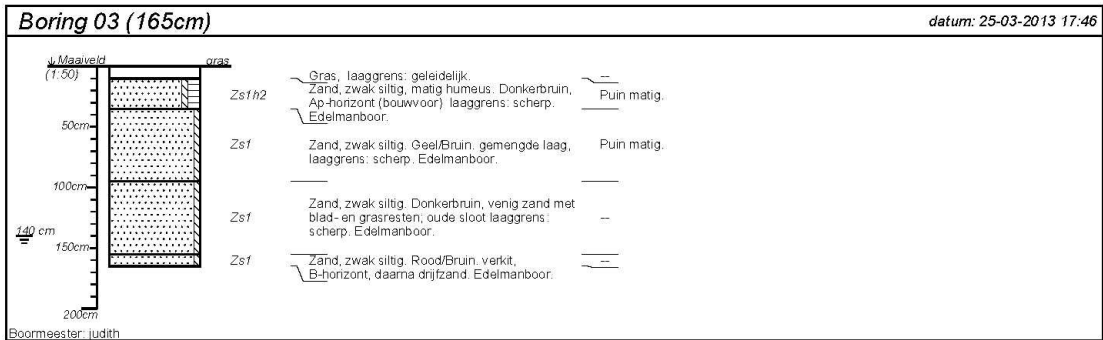 Boring 03 (165cm)
datum: 25-03-2013 17:46
↓ Maaiveld
gras
(1:50)
Gras, laaggrens: geleidelijk.
--
Zs1h2
Zand, zwak siltig, matig humeus. Donkerbruin,
Ap-horizont (bouwvoor) laaggrens: scherp.
Edelmanboor.
Puin matig.
50cm
Zs1
Zand, zwak siltig. Geel/Bruin. gemengde laag,
laaggrens: scherp. Edelmanboor.
Puin matig.
100cm
Zs1
Zand, zwak siltig. Donkerbruin, venig zand met
blad- en grasresten; oude sloot laaggrens:
scherp. Edelmanboor.
--
140 cm
150cm
Zs1
Zand, zwak siltig. Rood/Bruin. verkit,
B-horizont, daarna drijfzand. Edelmanboor.
--
200cm
Boormeester: judith